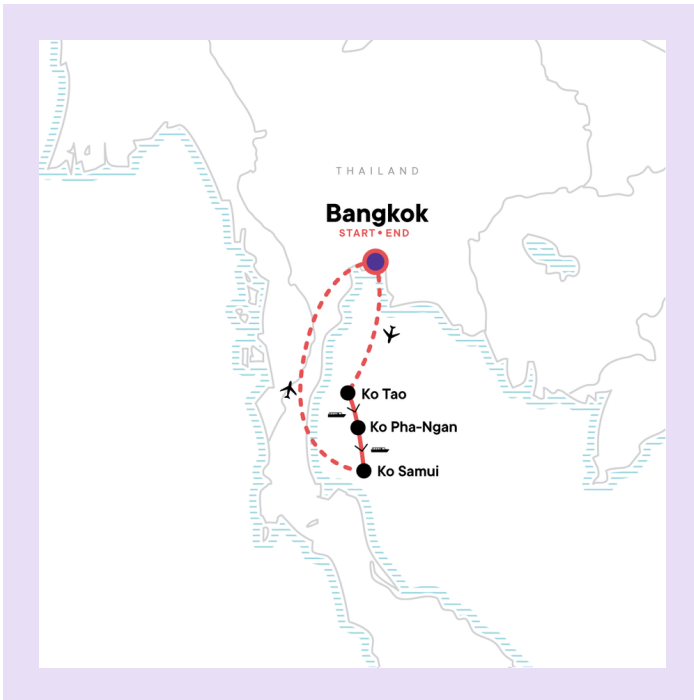 THAILAND
Bangkok
START • END
Ko Tao
Ko Pha-Ngan
Ko Samui